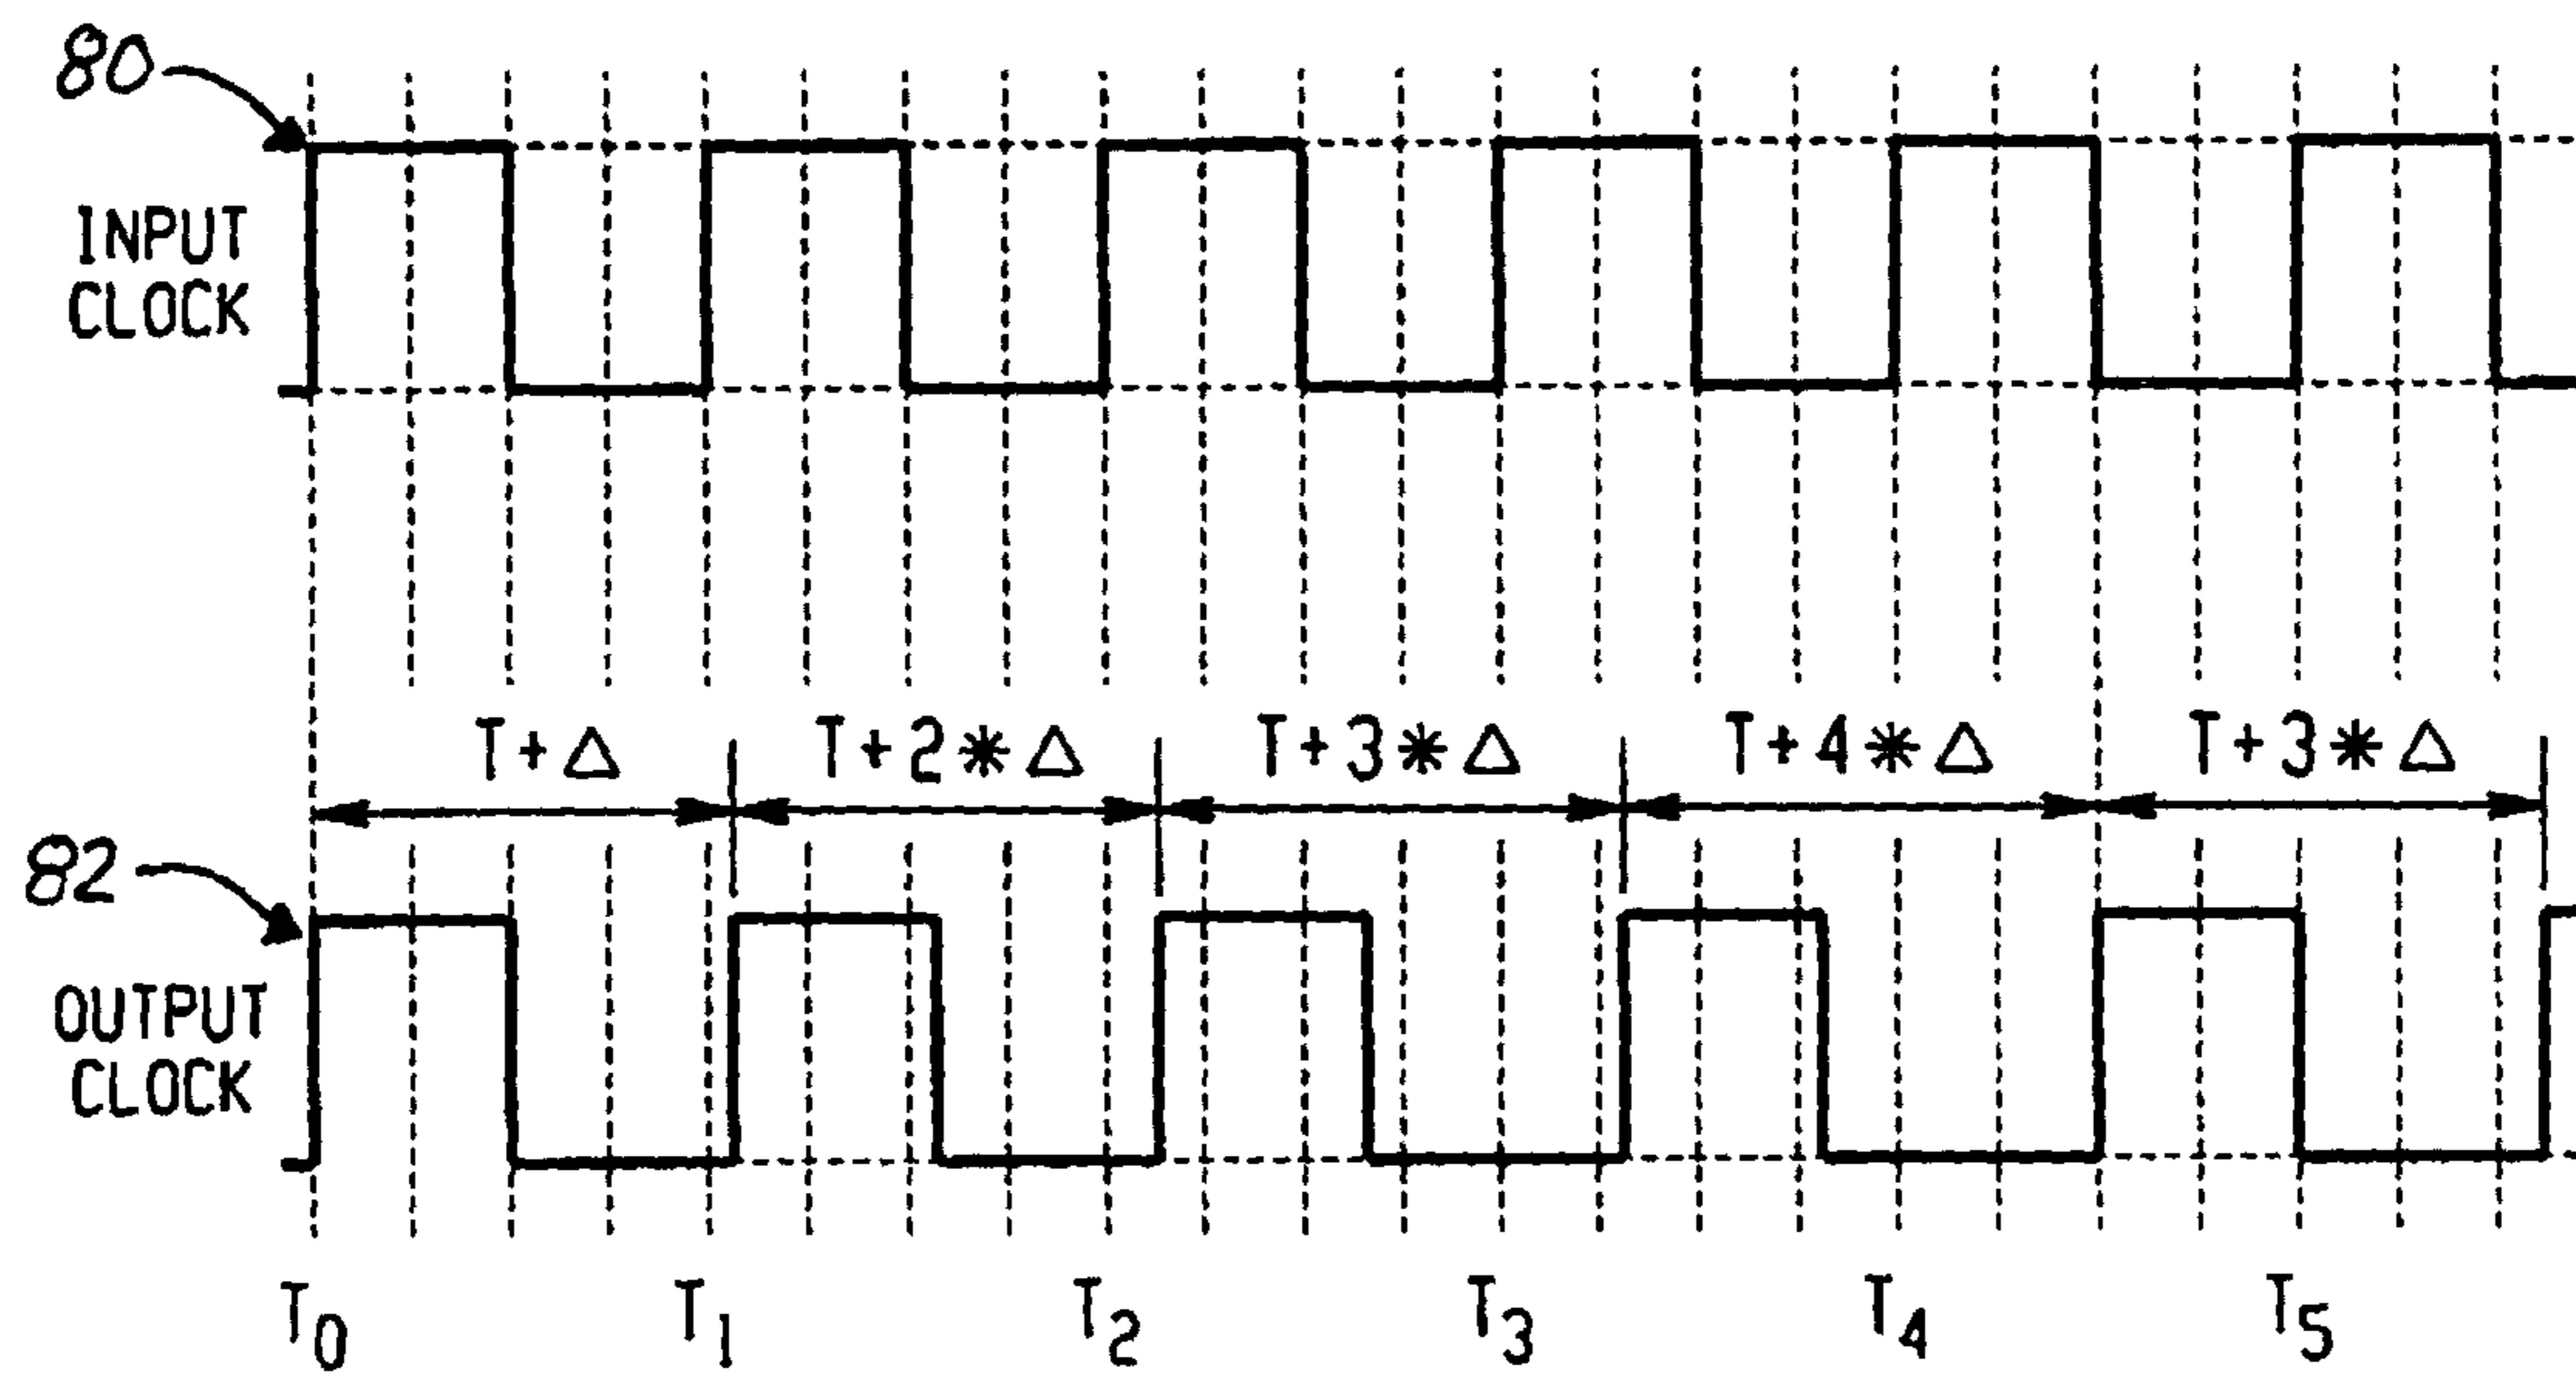 80
INPUT
CLOCK
T+△ T+2*△ T+3*△ T+4*△ T+3*△
82
OUTPUT
CLOCK
T0 T1 T2 T3 T4 T5